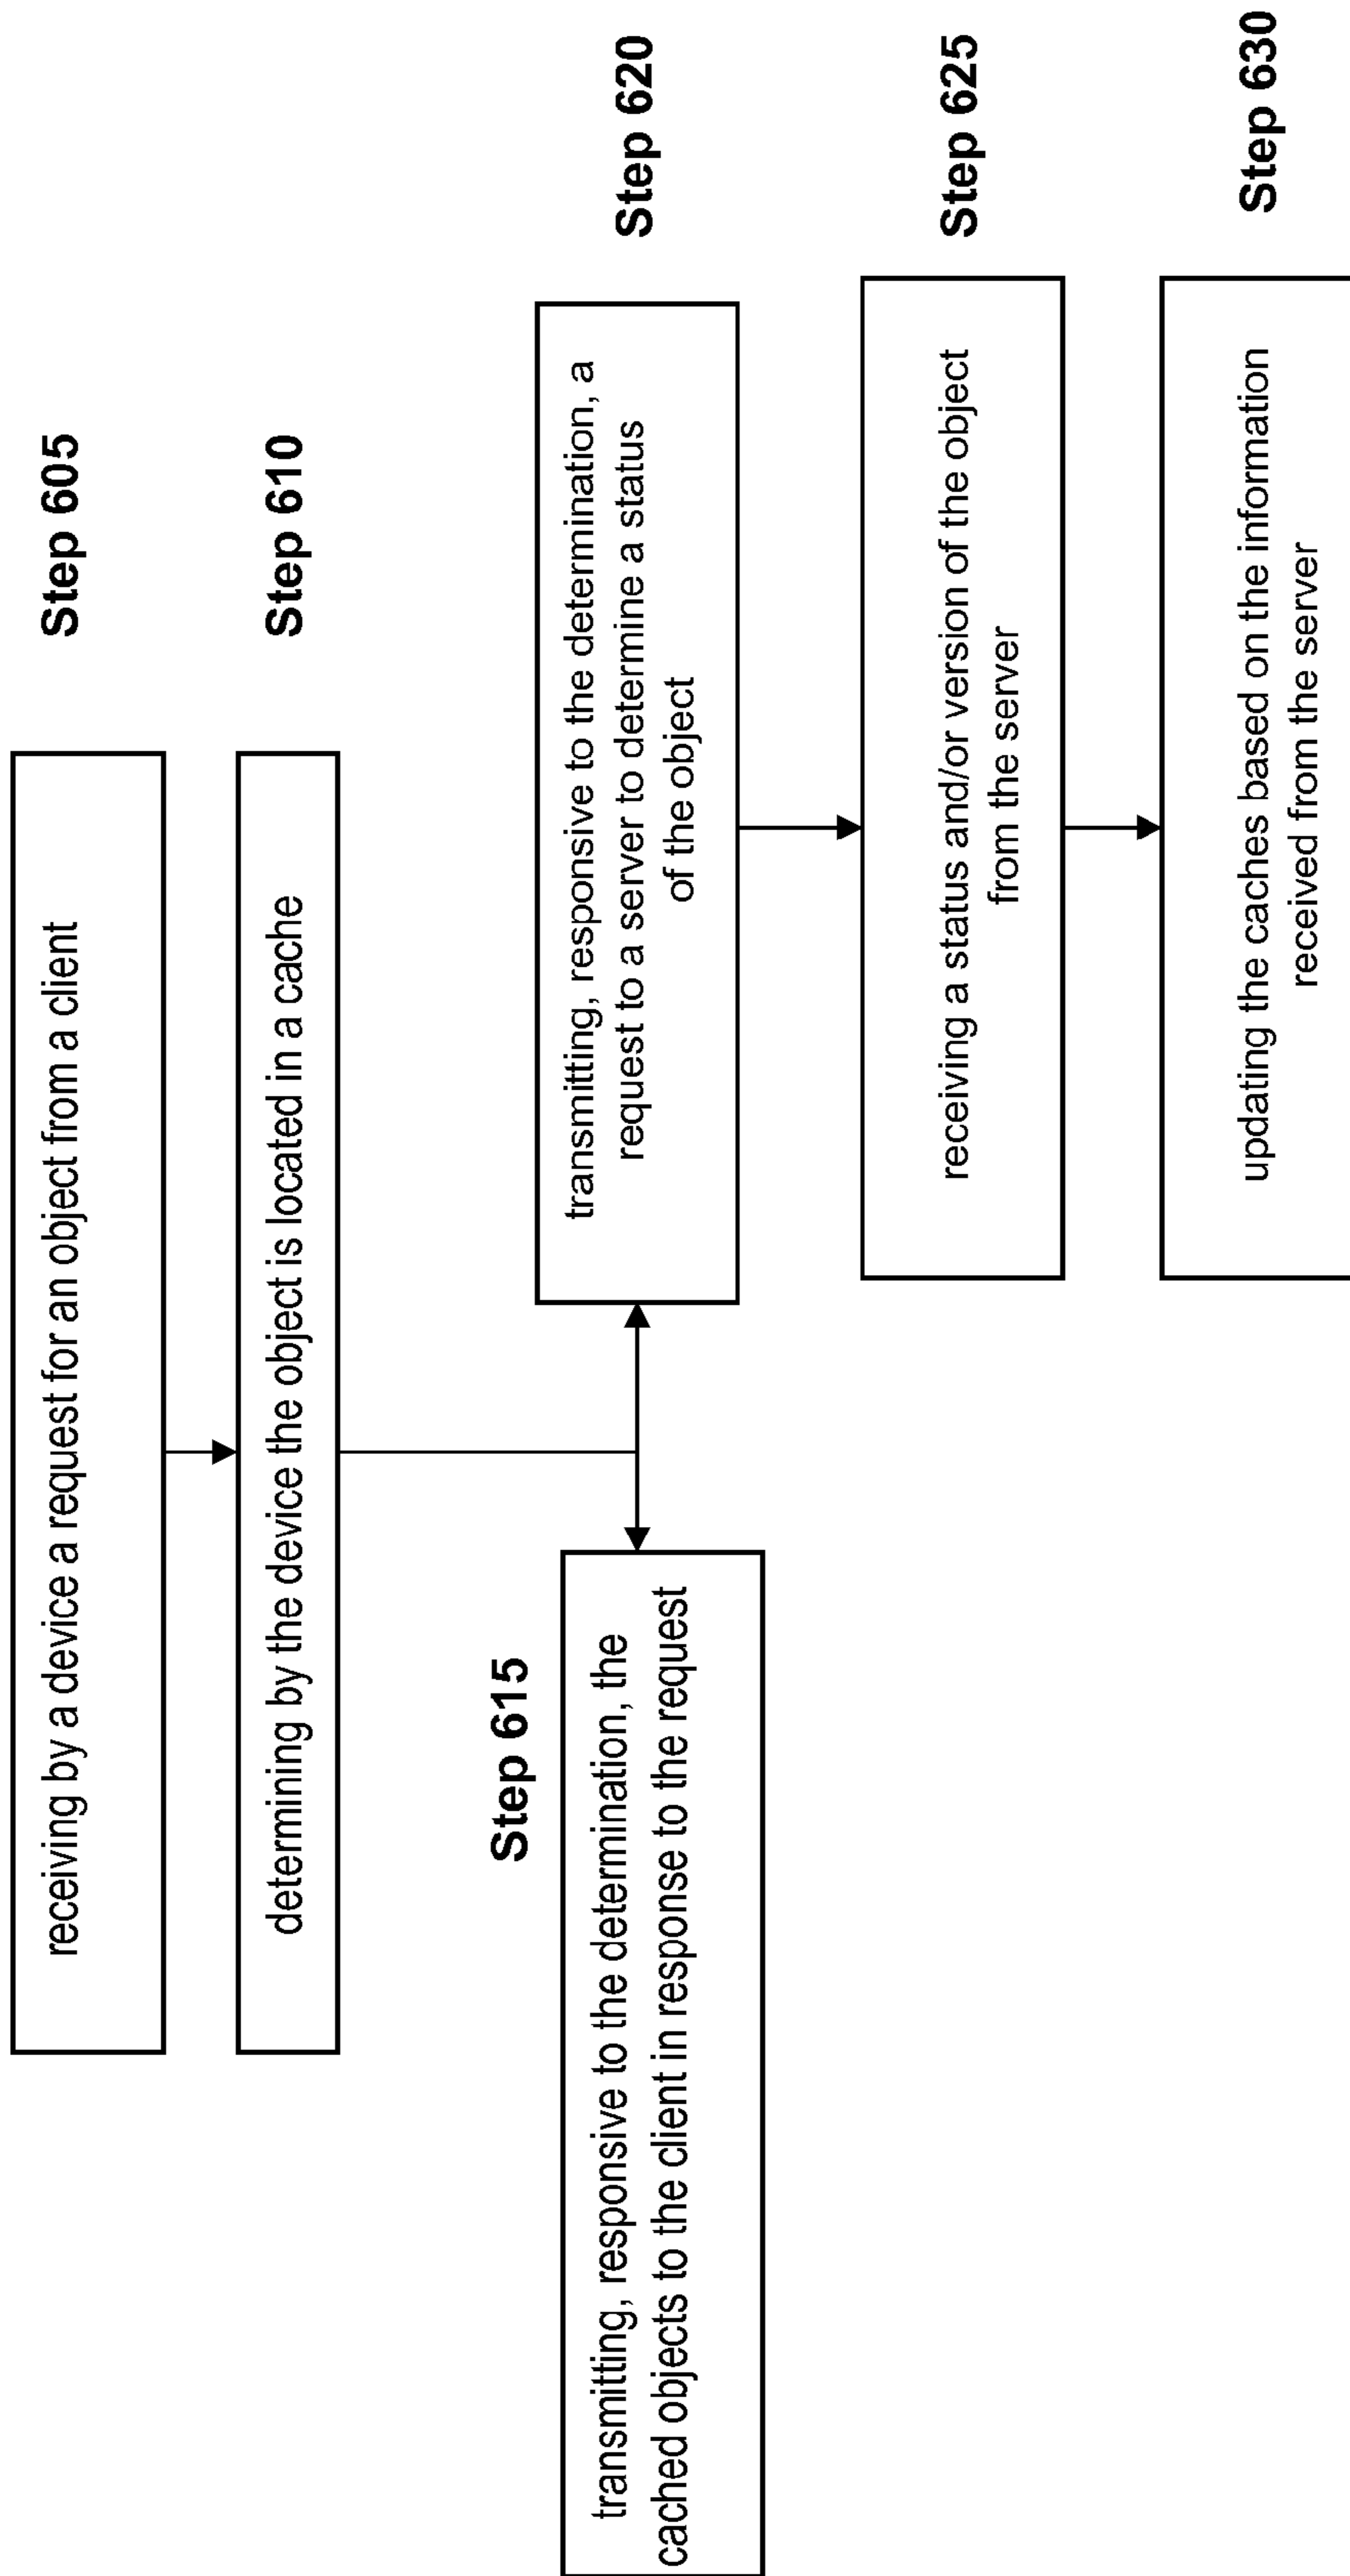 receiving by a device a request for an object from a client
Step 605
determining by the device the object is located in a cache
Step 610
Step 615
transmitting, responsive to the determination, the
cached objects to the client in response to the request
transmitting, responsive to the determination, a
request to a server to determine a status
of the object
Step 620
receiving a status and/or version of the object
from the server
Step 625
updating the caches based on the information
received from the server
Step 630